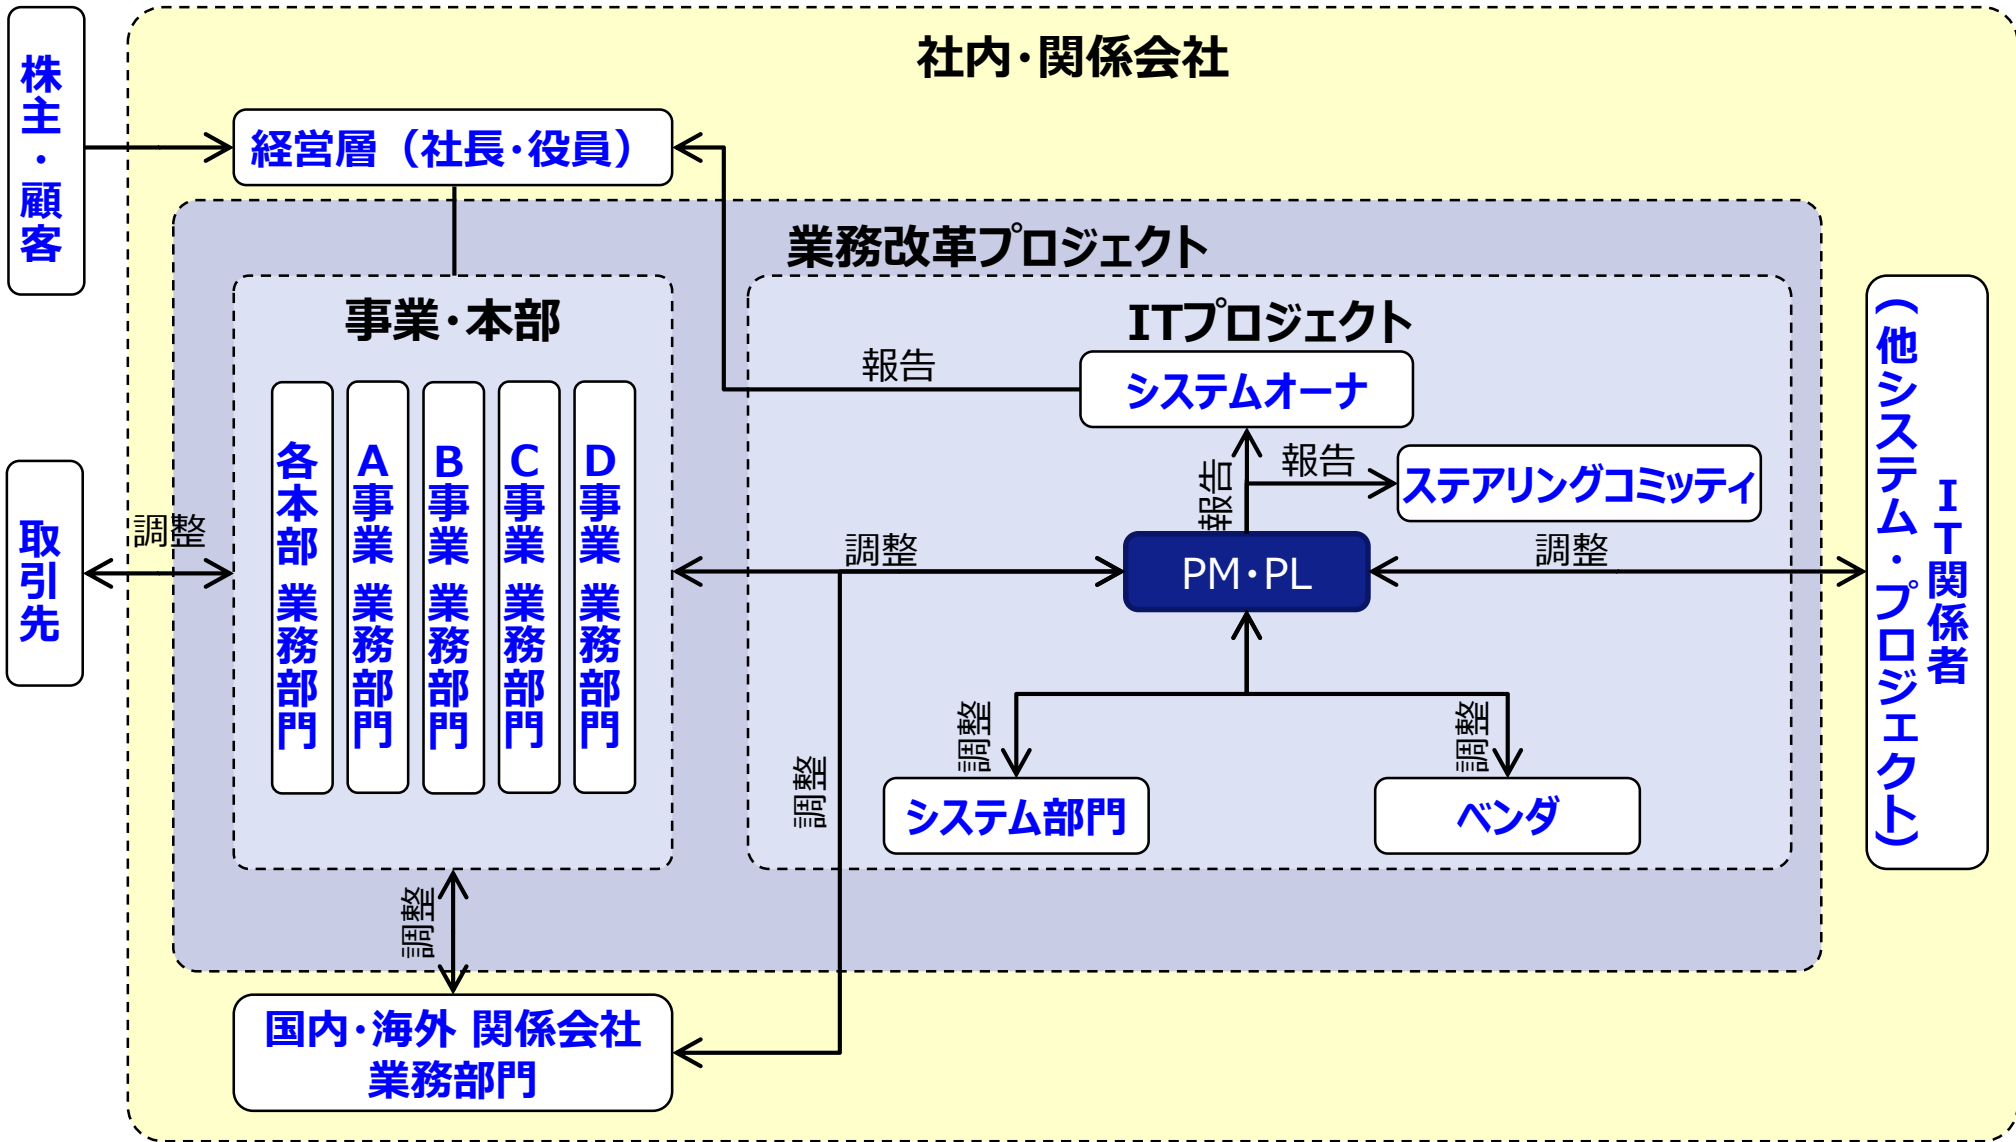 社内・関係会社
株主・顧客
経営層（社長・役員）
業務改革プロジェクト
事業・本部
各本部 業務部門
A事業 業務部門
B事業 業務部門
C事業 業務部門
D事業 業務部門
ITプロジェクト
報告
システムオーナ
報告
報告
ステアリングコミッティ
取引先
調整
調整
PM・PL
調整
IT関係者
（他システム・プロジェクト）
調整
調整
システム部門
ベンダ
調整
調整
国内・海外 関係会社
業務部門